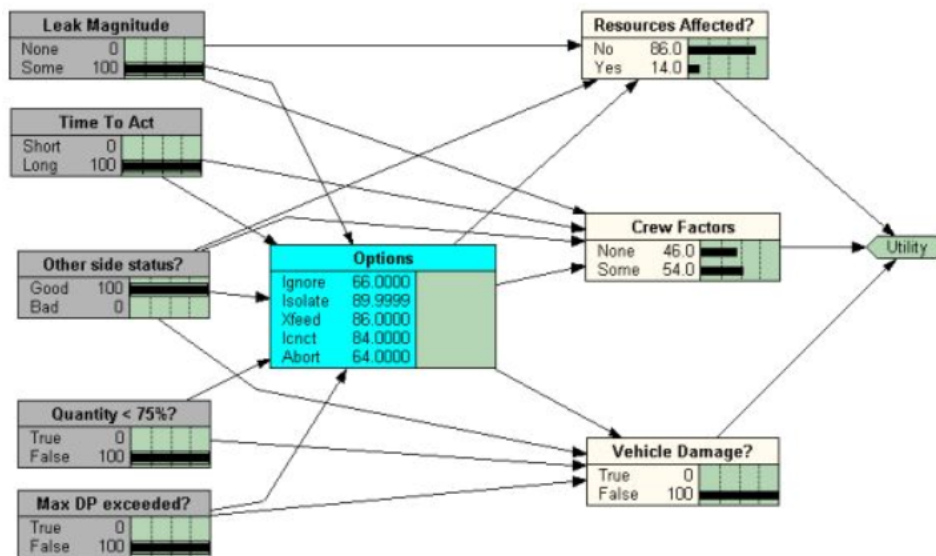 Leak Magnitude
None 0
Some 100
Resources Affected?
No 86.0
Yes 14.0
Time To Act
Short 0
Long 100
Crew Factors
None 46.0
Some 54.0
Utility
Other side status?
Good 100
Bad 0
Options
Ignore 66.0000
Isolate 89.9999
Xfeed 86.0000
Icnct 84.0000
Abort 64.0000
Quantity < 75%?
True 0
False 100
Vehicle Damage?
True 0
False 100
Max DP exceeded?
True 0
False 100